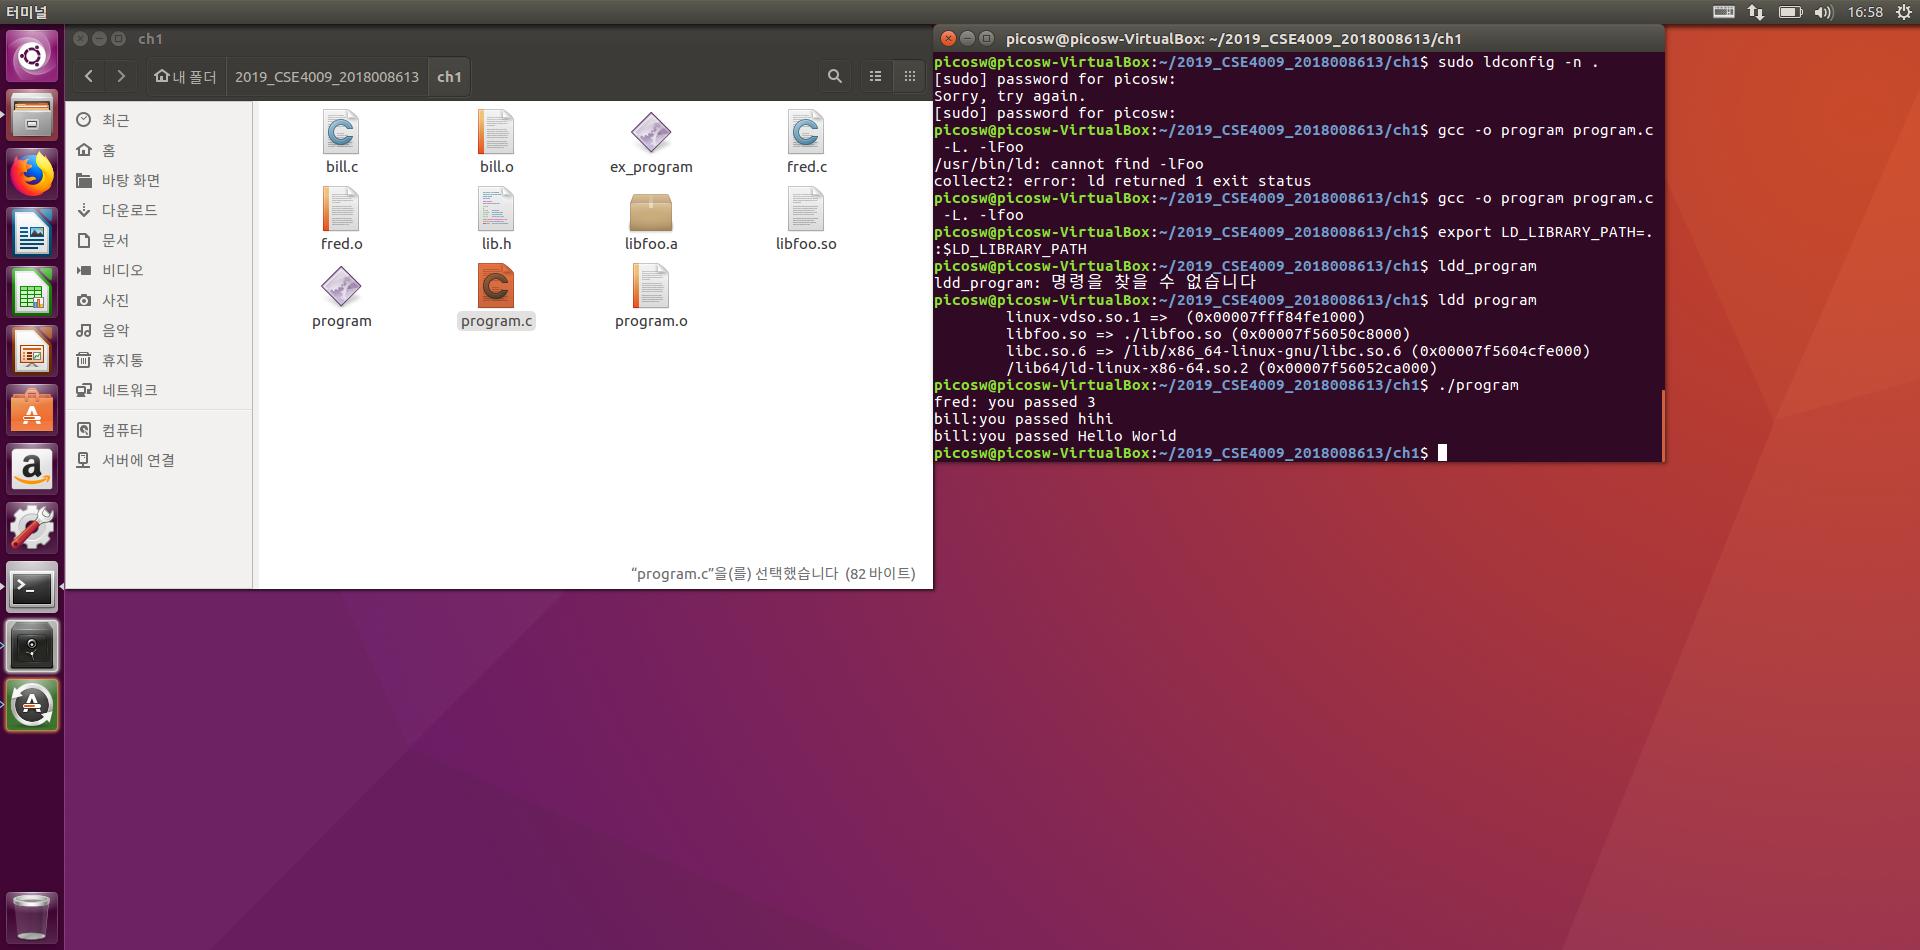 터미널
16:58
ch1
내 폴더 2019_CSE4009_2018008613 ch1
최근
홈
바탕 화면
다운로드
문서
비디오
사진
음악
휴지통
네트워크
컴퓨터
서버에 연결
bill.c bill.o ex_program fred.c
fred.o lib.h libfoo.a libfoo.so
program program.c program.o
“program.c”을(를) 선택했습니다 (82 바이트)
picosw@picosw-VirtualBox: ~/2019_CSE4009_2018008613/ch1
picosw@picosw-VirtualBox:~/2019_CSE4009_2018008613/ch1$ sudo ldconfig -n .
[sudo] password for picosw:
Sorry, try again.
[sudo] password for picosw:
picosw@picosw-VirtualBox:~/2019_CSE4009_2018008613/ch1$ gcc -o program program.c
-L. -lFoo
/usr/bin/ld: cannot find -lFoo
collect2: error: ld returned 1 exit status
picosw@picosw-VirtualBox:~/2019_CSE4009_2018008613/ch1$ gcc -o program program.c
-L. -lfoo
picosw@picosw-VirtualBox:~/2019_CSE4009_2018008613/ch1$ export LD_LIBRARY_PATH=.
:$LD_LIBRARY_PATH
picosw@picosw-VirtualBox:~/2019_CSE4009_2018008613/ch1$ ldd_program
ldd_program: 명령을 찾을 수 없습니다
picosw@picosw-VirtualBox:~/2019_CSE4009_2018008613/ch1$ ldd program
linux-vdso.so.1 =>  (0x00007fff84fe1000)
libfoo.so => ./libfoo.so (0x00007f56050c8000)
libc.so.6 => /lib/x86_64-linux-gnu/libc.so.6 (0x00007f5604cfe000)
/lib64/ld-linux-x86-64.so.2 (0x00007f56052ca000)
picosw@picosw-VirtualBox:~/2019_CSE4009_2018008613/ch1$ ./program
fred: you passed 3
bill:you passed hihi
bill:you passed Hello World
picosw@picosw-VirtualBox:~/2019_CSE4009_2018008613/ch1$